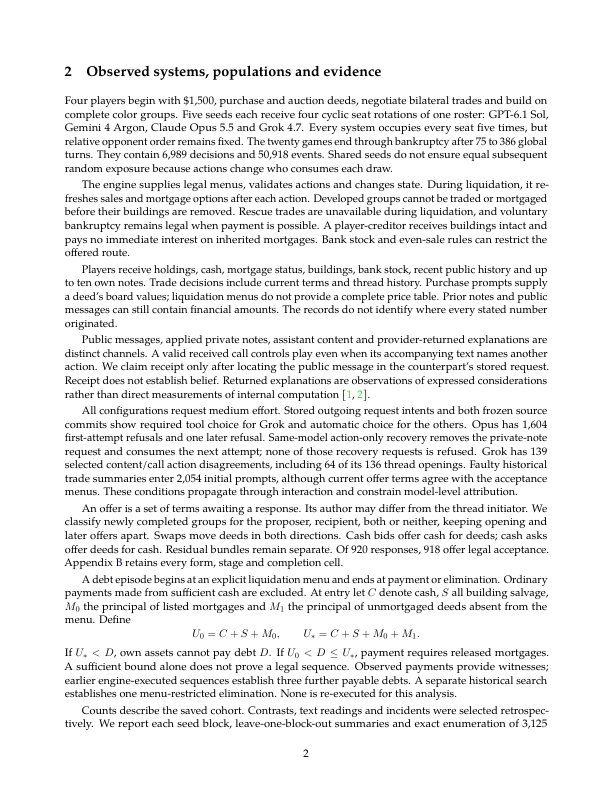 2 Observed systems, populations and evidence
Four players begin with $1,500, purchase and auction deeds, negotiate bilateral trades and build on
complete color groups. Five seeds each receive four cyclic seat rotations of one roster: GPT-6.1 Sol,
Gemini 4 Argon, Claude Opus 5.5 and Grok 4.7. Every system occupies every seat five times, but
relative opponent order remains fixed. The twenty games end through bankruptcy after 75 to 386 global
turns. They contain 6,989 decisions and 50,918 events. Shared seeds do not ensure equal subsequent
random exposure because actions change who consumes each draw.
The engine supplies legal menus, validates actions and changes state. During liquidation, it re-
freshes sales and mortgage options after each action. Developed groups cannot be traded or mortgaged
before their buildings are removed. Rescue trades are unavailable during liquidation, and voluntary
bankruptcy remains legal when payment is possible. A player-creditor receives buildings intact and
pays no immediate interest on inherited mortgages. Bank stock and even-sale rules can restrict the
offered route.
Players receive holdings, cash, mortgage status, buildings, bank stock, recent public history and up
to ten own notes. Trade decisions include current terms and thread history. Purchase prompts supply
a deed's board values; liquidation menus do not provide a complete price table. Prior notes and public
messages can still contain financial amounts. The records do not identify where every stated number
originated.
Public messages, applied private notes, assistant content and provider-returned explanations are
distinct channels. A valid received call controls play even when its accompanying text names another
action. We claim receipt only after locating the public message in the counterpart's stored request.
Receipt does not establish belief. Returned explanations are observations of expressed considerations
rather than direct measurements of internal computation [1, 2].
All configurations request medium effort. Stored outgoing request intents and both frozen source
commits show required tool choice for Grok and automatic choice for the others. Opus has 1,604
first-attempt refusals and one later refusal. Same-model action-only recovery removes the private-note
request and consumes the next attempt; none of those recovery requests is refused. Grok has 139
selected content/call action disagreements, including 64 of its 136 thread openings. Faulty historical
trade summaries enter 2,054 initial prompts, although current offer terms agree with the acceptance
menus. These conditions propagate through interaction and constrain model-level attribution.
An offer is a set of terms awaiting a response. Its author may differ from the thread initiator. We
classify newly completed groups for the proposer, recipient, both or neither, keeping opening and
later offers apart. Swaps move deeds in both directions. Cash bids offer cash for deeds; cash asks
offer deeds for cash. Residual bundles remain separate. Of 920 responses, 918 offer legal acceptance.
Appendix B retains every form, stage and completion cell.
A debt episode begins at an explicit liquidation menu and ends at payment or elimination. Ordinary
payments made from sufficient cash are excluded. At entry let C denote cash, S all building salvage,
M₀ the principal of listed mortgages and M₁ the principal of unmortgaged deeds absent from the
menu. Define
U₀ = C + S + M₀, U∗ = C + S + M₀ + M₁.
If U∗ < D, own assets cannot pay debt D. If U₀ < D ≤ U∗, payment requires released mortgages.
A sufficient bound alone does not prove a legal sequence. Observed payments provide witnesses;
earlier engine-executed sequences establish three further payable debts. A separate historical search
establishes one menu-restricted elimination. None is re-executed for this analysis.
Counts describe the saved cohort. Contrasts, text readings and incidents were selected retrospec-
tively. We report each seed block, leave-one-block-out summaries and exact enumeration of 3,125
2